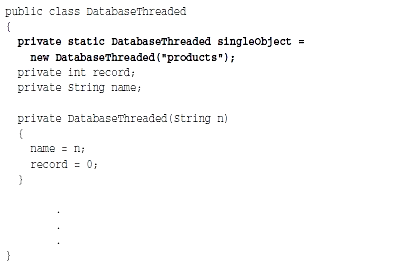 public class DatabaseThreaded
{
  private static DatabaseThreaded singleObject =
    new DatabaseThreaded("products");
  private int record;
  private String name;

  private DatabaseThreaded(String n)
  {
    name = n;
    record = 0;
  }

        .
        .
        .
}